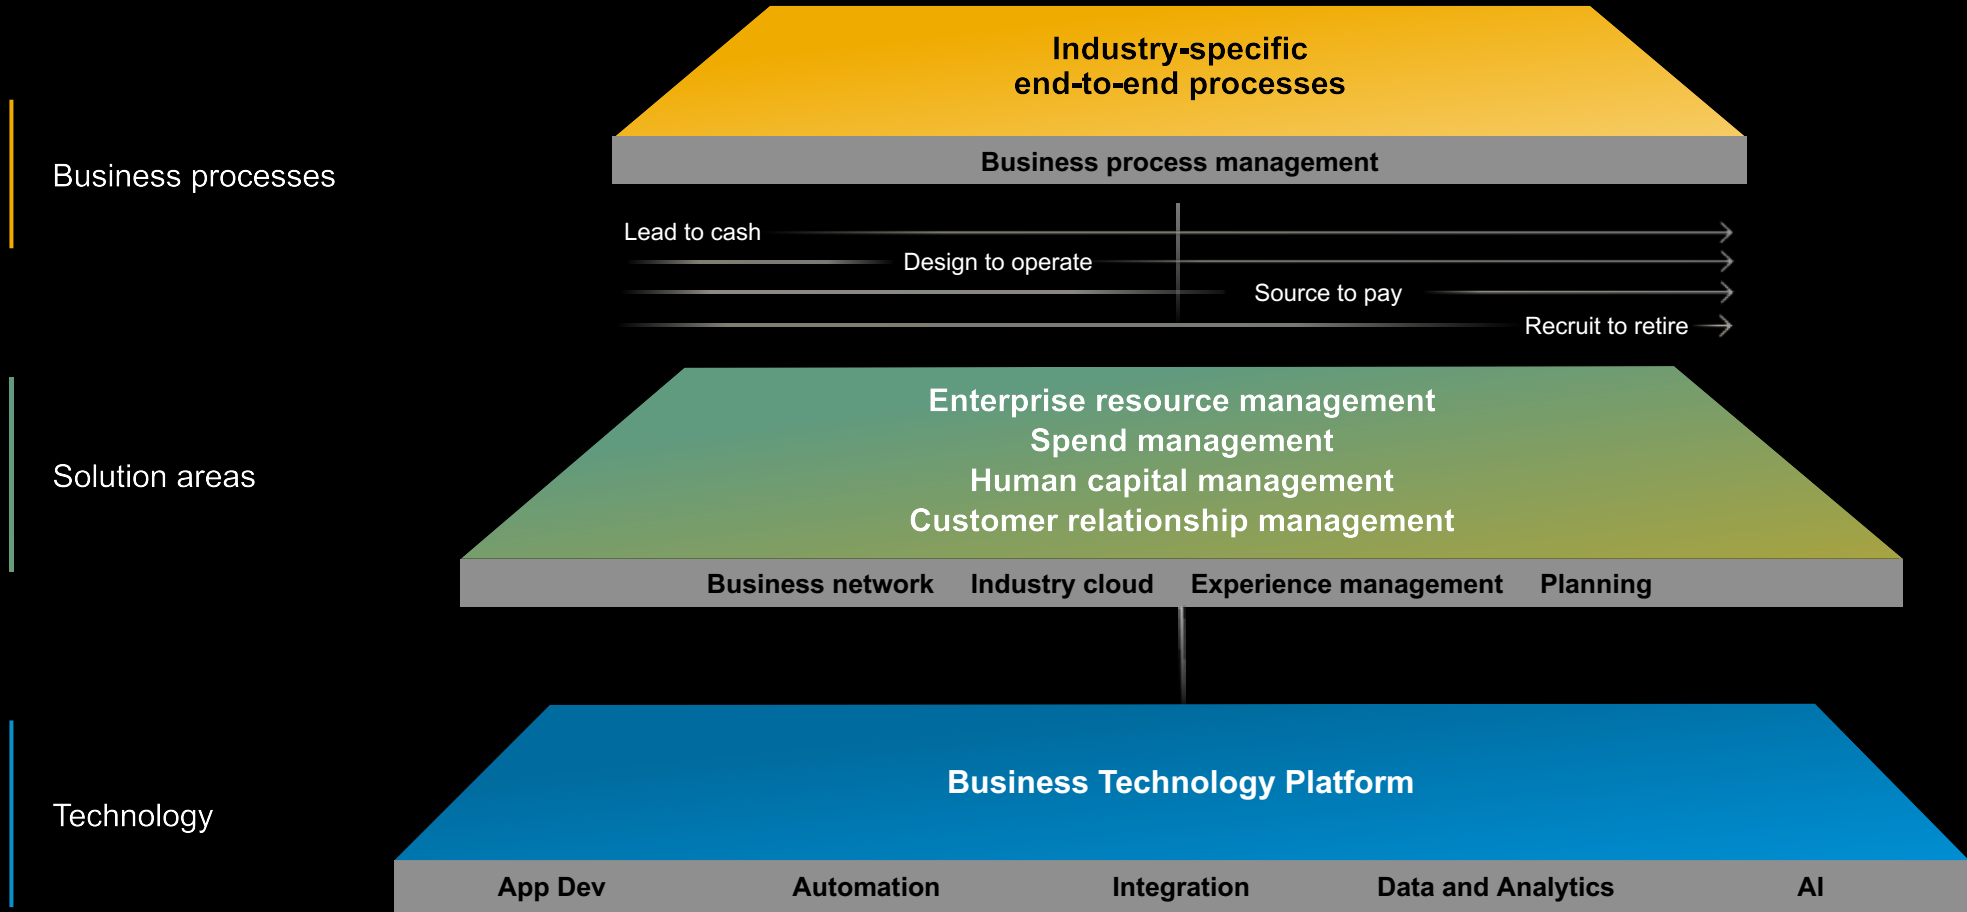 Industry-specific
end-to-end processes
Business process management
Business processes
Lead to cash
Design to operate
Source to pay
Recruit to retire
Enterprise resource management
Spend management
Human capital management
Customer relationship management
Solution areas
Business network Industry cloud Experience management Planning
Business Technology Platform
Technology
App Dev Automation Integration Data and Analytics AI